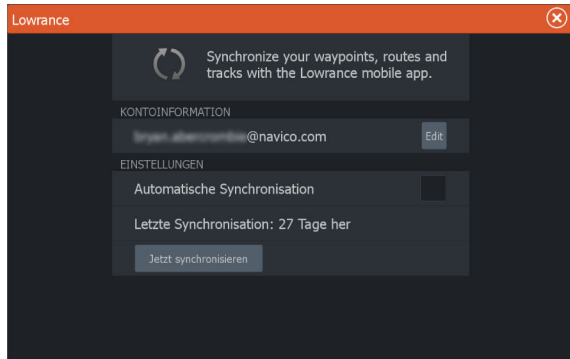 Lowrance
Synchronize your waypoints, routes and
tracks with the Lowrance mobile app.
KONTOINFORMATION
@navico.com
Edit
EINSTELLUNGEN
Automatische Synchronisation
Letzte Synchronisation: 27 Tage her
Jetzt synchronisieren